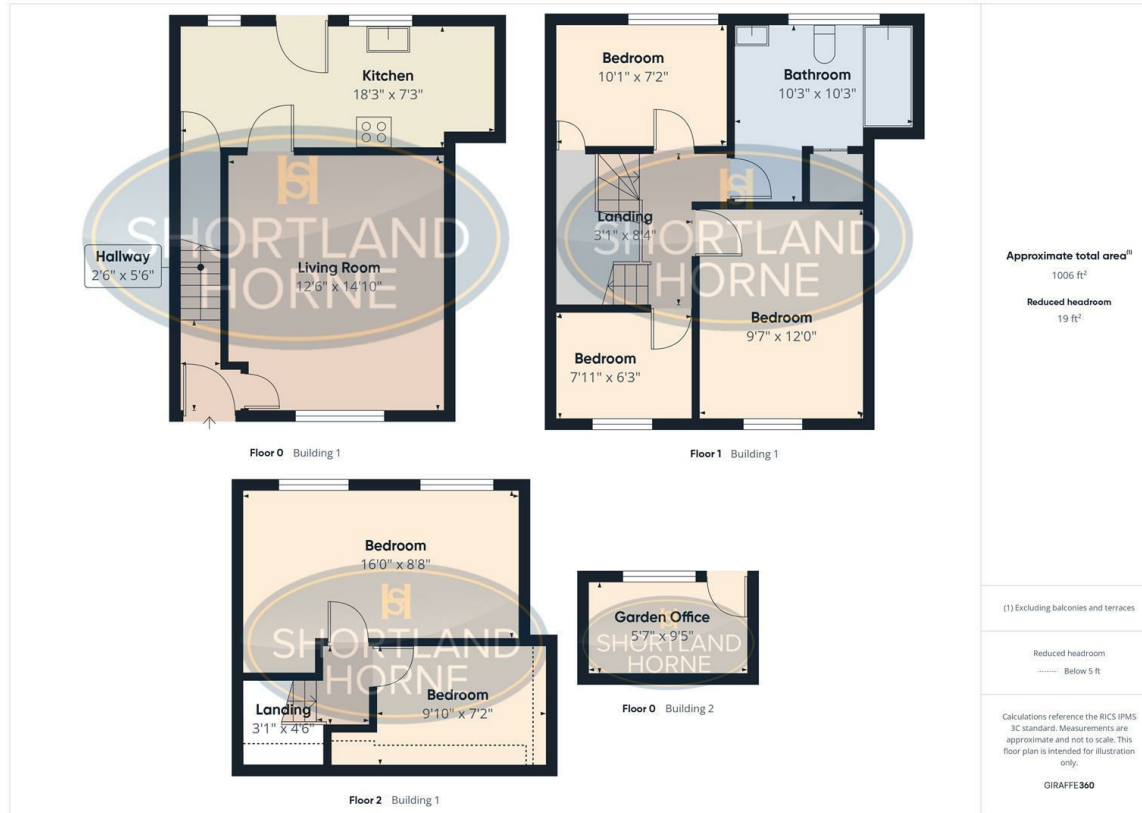 Kitchen
18'3" x 7'3"
Hallway
2'6" x 5'6"
Living Room
12'6" x 14'10"
SHORTLAND
HORNE
Floor 0 Building 1
Bedroom
10'1" x 7'2"
Bathroom
10'3" x 10'3"
Landing
3'1" x 8'4"
Bedroom
9'7" x 12'0"
Bedroom
7'11" x 6'3"
SHORTLAND
HORNE
Floor 1 Building 1
Bedroom
16'0" x 8'8"
Landing
3'1" x 4'6"
Bedroom
9'10" x 7'2"
SHORTLAND
HORNE
Floor 2 Building 1
Garden Office
5'7" x 9'5"
SHORTLAND
HORNE
Floor 0 Building 2
Approximate total area(1)
1006 ft²
Reduced headroom
19 ft²
(1) Excluding balconies and terraces
Reduced headroom
Below 5 ft
Calculations reference the RICS IPMS
3C standard. Measurements are
approximate and not to scale. This
floor plan is intended for illustration
only.
GIRAFFE360